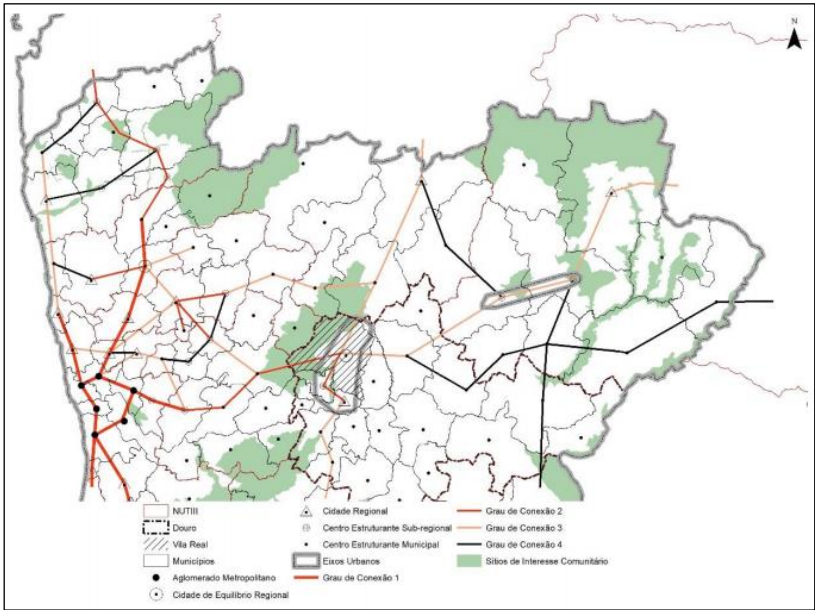 N
NUTIII
Douro
Vila Real
Municípios
Aglomerado Metropolitano
Cidade de Equilíbrio Regional
Cidade Regional
Centro Estruturante Sub-regional
Centro Estruturante Municipal
Eixos Urbanos
Grau de Conexão 1
Grau de Conexão 2
Grau de Conexão 3
Grau de Conexão 4
Sítios de Interesse Comunitário